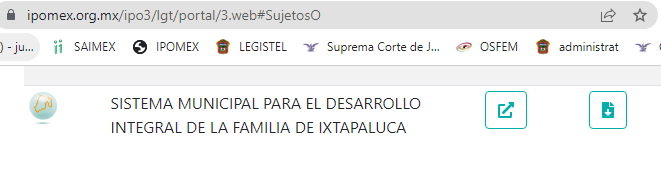 ipomex.org.mx/ipo3/lgt/portal/3.web#SujetosO
) - ju... SAIMEX IPOMEX LEGISTEL Suprema Corte de J... OSFEM administrat
SISTEMA MUNICIPAL PARA EL DESARROLLO
INTEGRAL DE LA FAMILIA DE IXTAPALUCA